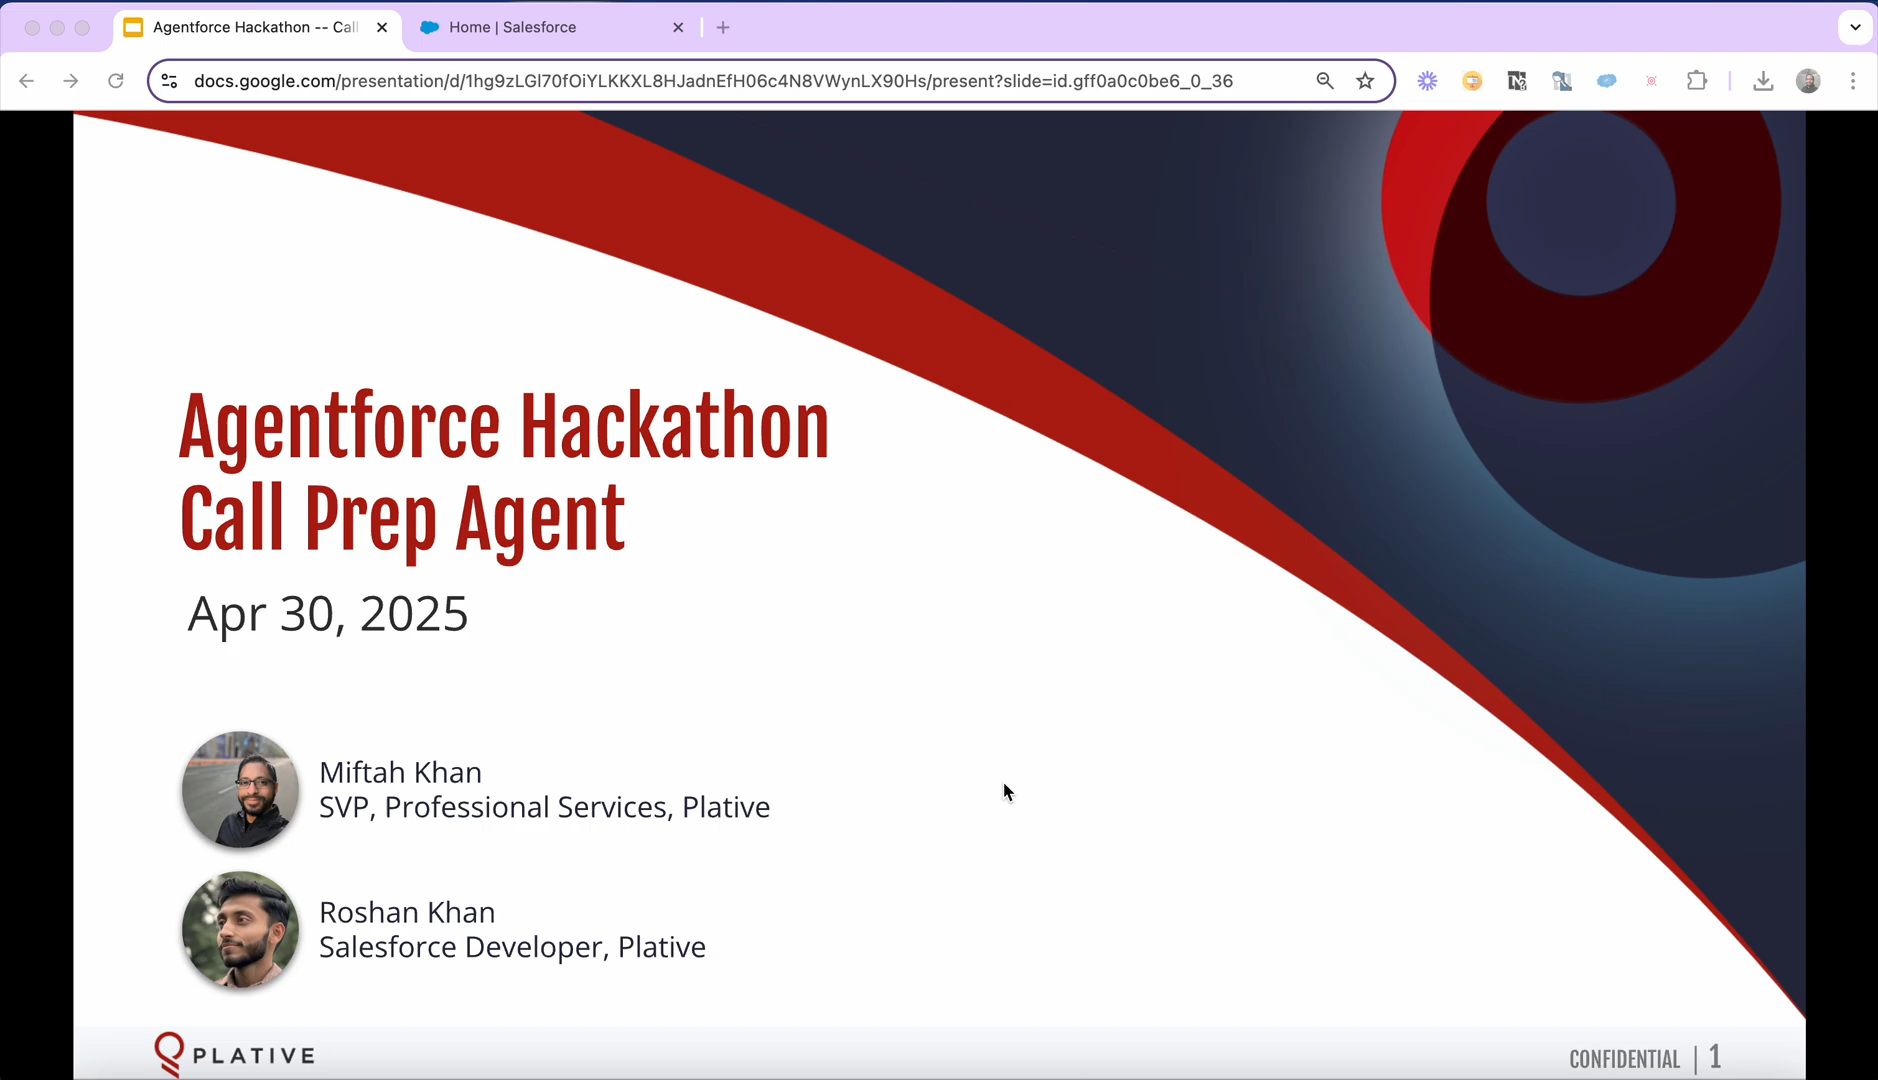 Agentforce Hackathon -- Call
Home | Salesforce
docs.google.com/presentation/d/1hg9zLGl70fOiYLKKXL8HJadnEfH06c4N8VWynLX90Hs/present?slide=id.gff0a0c0be6_0_36
Agentforce Hackathon
Call Prep Agent
Apr 30, 2025
Miftah Khan
SVP, Professional Services, Plative
Roshan Khan
Salesforce Developer, Plative
PLATIVE
CONFIDENTIAL | 1